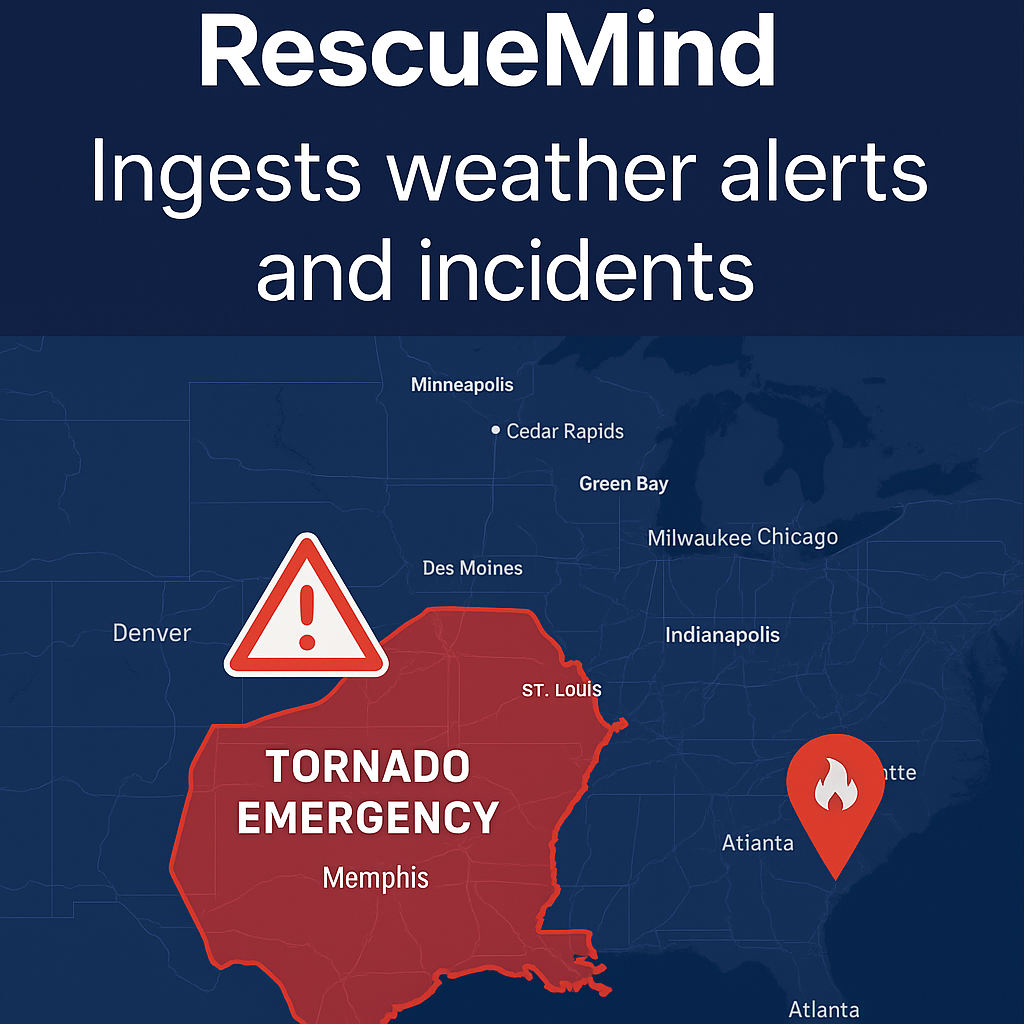 RescueMind
Ingests weather alerts
and incidents
Minneapolis
Cedar Rapids
Green Bay
Milwaukee Chicago
Des Moines
Denver
Indianapolis
ST. Louis
TORNADO
EMERGENCY
Memphis
ntte
Atianta
Atlanta